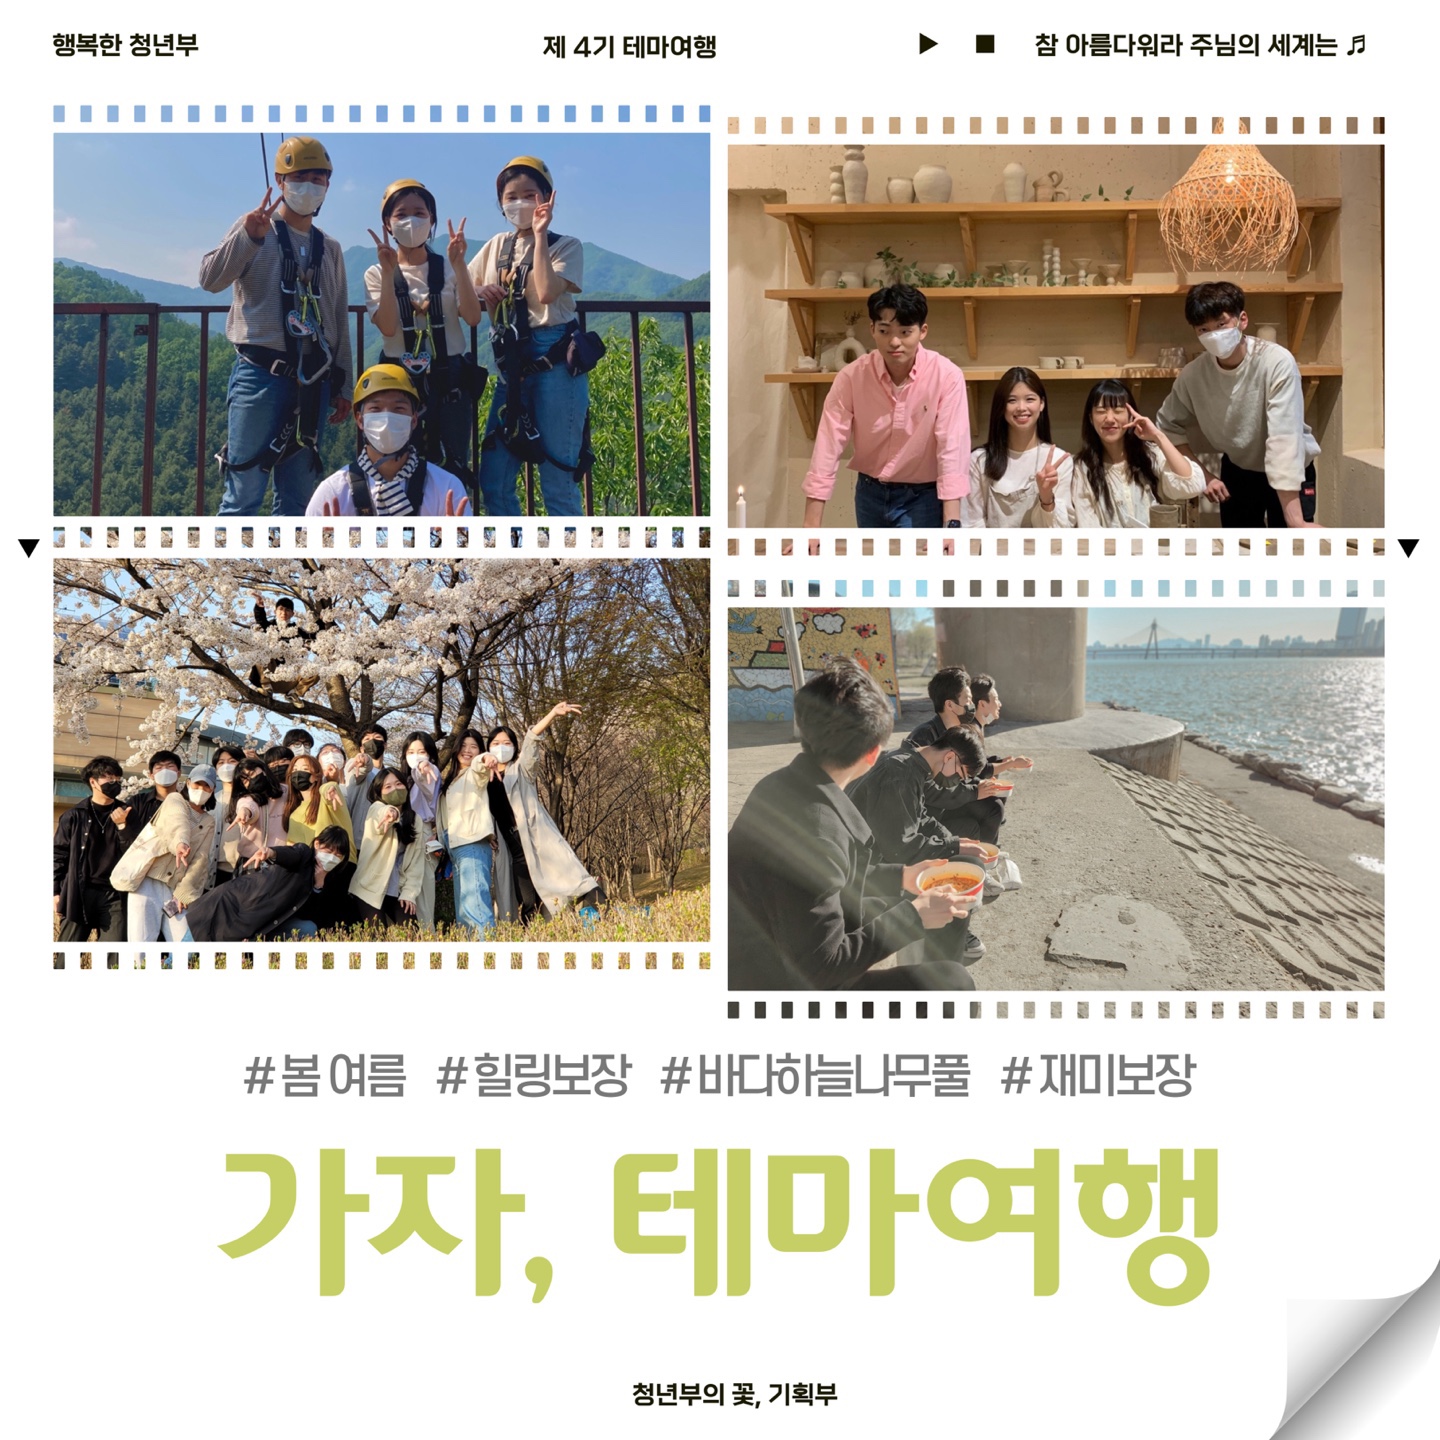 행복한 청년부
제 4기 테마여행
▶ ■ 참 아름다워라 주님의 세계는 ♬
#봄 여름 #힐링보장 #바다하늘나무풀 #재미보장
가자, 테마여행
청년부의 꽃, 기획부